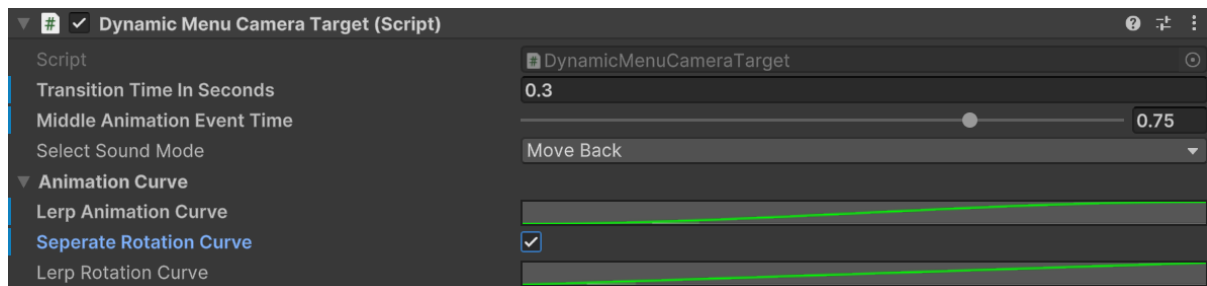 # Dynamic Menu Camera Target (Script)
Script # DynamicMenuCameraTarget
Transition Time In Seconds 0.3
Middle Animation Event Time 0.75
Select Sound Mode Move Back
Animation Curve
Lerp Animation Curve
Seperate Rotation Curve
Lerp Rotation Curve